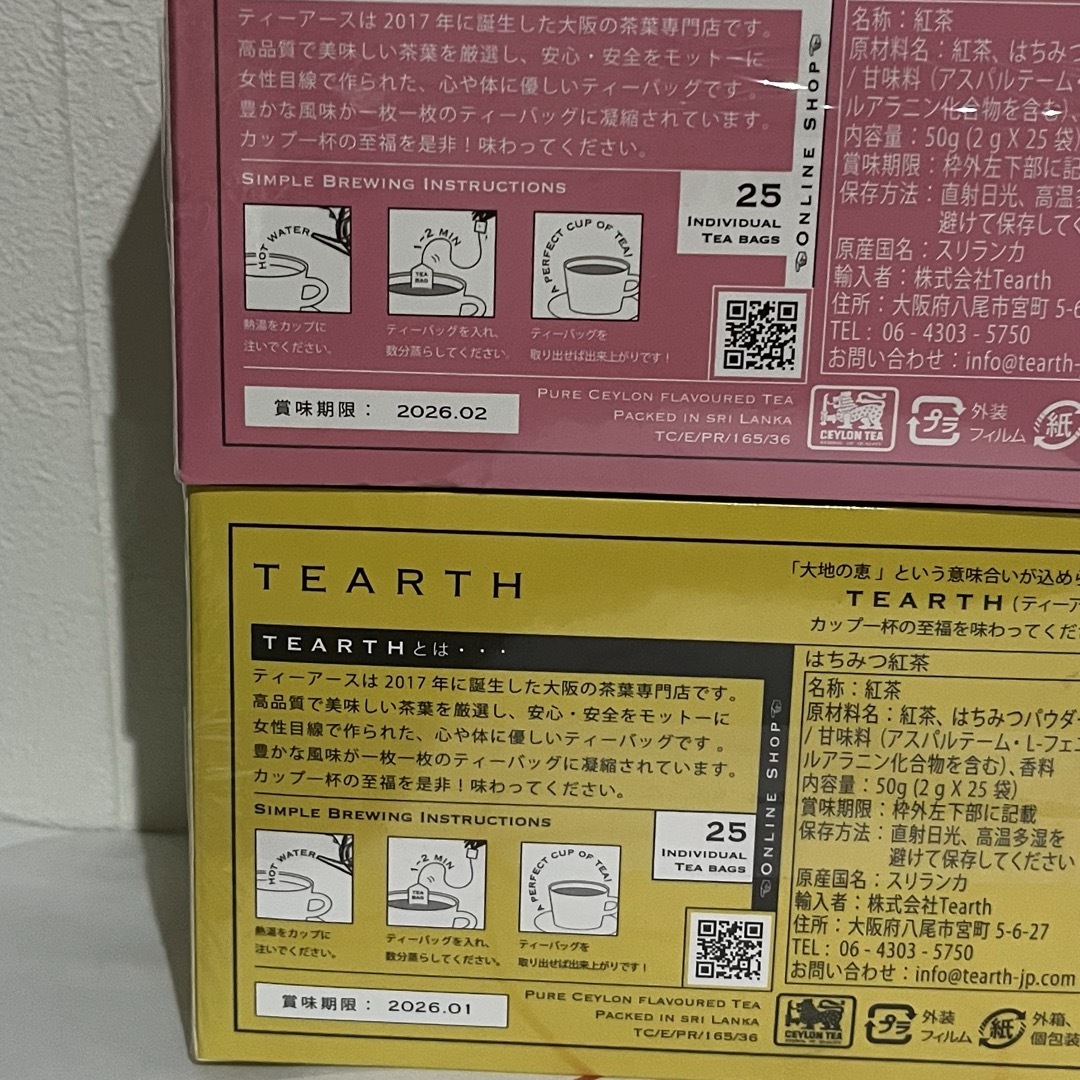 ティーアースは 2017 年に誕生した大阪の茶葉専門店です。
高品質で美味しい茶葉を厳選し、安心・安全をモットーに
女性目線で作られた、心や体に優しいティーバッグです。
豊かな風味が一枚一枚のティーバッグに凝縮されています。
カップ一杯の至福を是非！味わってください。
SIMPLE BREWING INSTRUCTIONS
HOT WATER
1-2 MIN
TEA BAG
A PERFECT CUP OF TEA!
熱湯をカップに
注いでください。
ティーバッグを入れ、
数分蒸らしてください。
ティーバッグを
取り出せば出来上がりです！
25
INDIVIDUAL
TEA BAGS
ONLINE SHOP
名称：紅茶
原材料名：紅茶、はちみつ
/ 甘味料（アスパルテーム・
ルアラニン化合物を含む）、
内容量：50g (2 g X 25 袋)
賞味期限：枠外左下部に記
保存方法：直射日光、高温多
避けて保存してく
原産国名：スリランカ
輸入者：株式会社Tearth
住所：大阪府八尾市宮町 5-6
TEL : 06 - 4303 - 5750
お問い合わせ：info@tearth-
賞味期限： 2026.02
PURE CEYLON FLAVOURED TEA
PACKED IN SRI LANKA
TC/E/PR/165/36
CEYLON TEA
プラ
外装
フィルム
紙
TEARTH
「大地の恵」という意味合いが込めら
TEARTH (ティーア
カップ一杯の至福を味わってくだ
TEARTHとは・・・
ティーアースは 2017 年に誕生した大阪の茶葉専門店です。
高品質で美味しい茶葉を厳選し、安心・安全をモットーに
女性目線で作られた、心や体に優しいティーバッグです。
豊かな風味が一枚一枚のティーバッグに凝縮されています。
カップ一杯の至福を是非！味わってください。
SIMPLE BREWING INSTRUCTIONS
HOT WATER
1-2 MIN
TEA BAG
A PERFECT CUP OF TEA!
熱湯をカップに
注いでください。
ティーバッグを入れ、
数分蒸らしてください。
ティーバッグを
取り出せば出来上がりです！
25
INDIVIDUAL
TEA BAGS
ONLINE SHOP
はちみつ紅茶
名称：紅茶
原材料名：紅茶、はちみつパウダー
/ 甘味料（アスパルテーム・L-フェニ
ルアラニン化合物を含む）、香料
内容量：50g (2 g X 25 袋)
賞味期限：枠外左下部に記載
保存方法：直射日光、高温多湿を
避けて保存してください
原産国名：スリランカ
輸入者：株式会社Tearth
住所：大阪府八尾市宮町 5-6-27
TEL : 06 - 4303 - 5750
お問い合わせ：info@tearth-jp.com
賞味期限： 2026.01
PURE CEYLON FLAVOURED TEA
PACKED IN SRI LANKA
TC/E/PR/165/36
CEYLON TEA
プラ
外装
フィルム
紙
外箱、
個包装